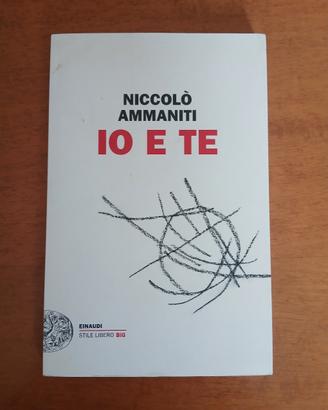 NICCOLÒ
AMMANITI
IO E TE
EINAUDI
STILE LIBERO BIG